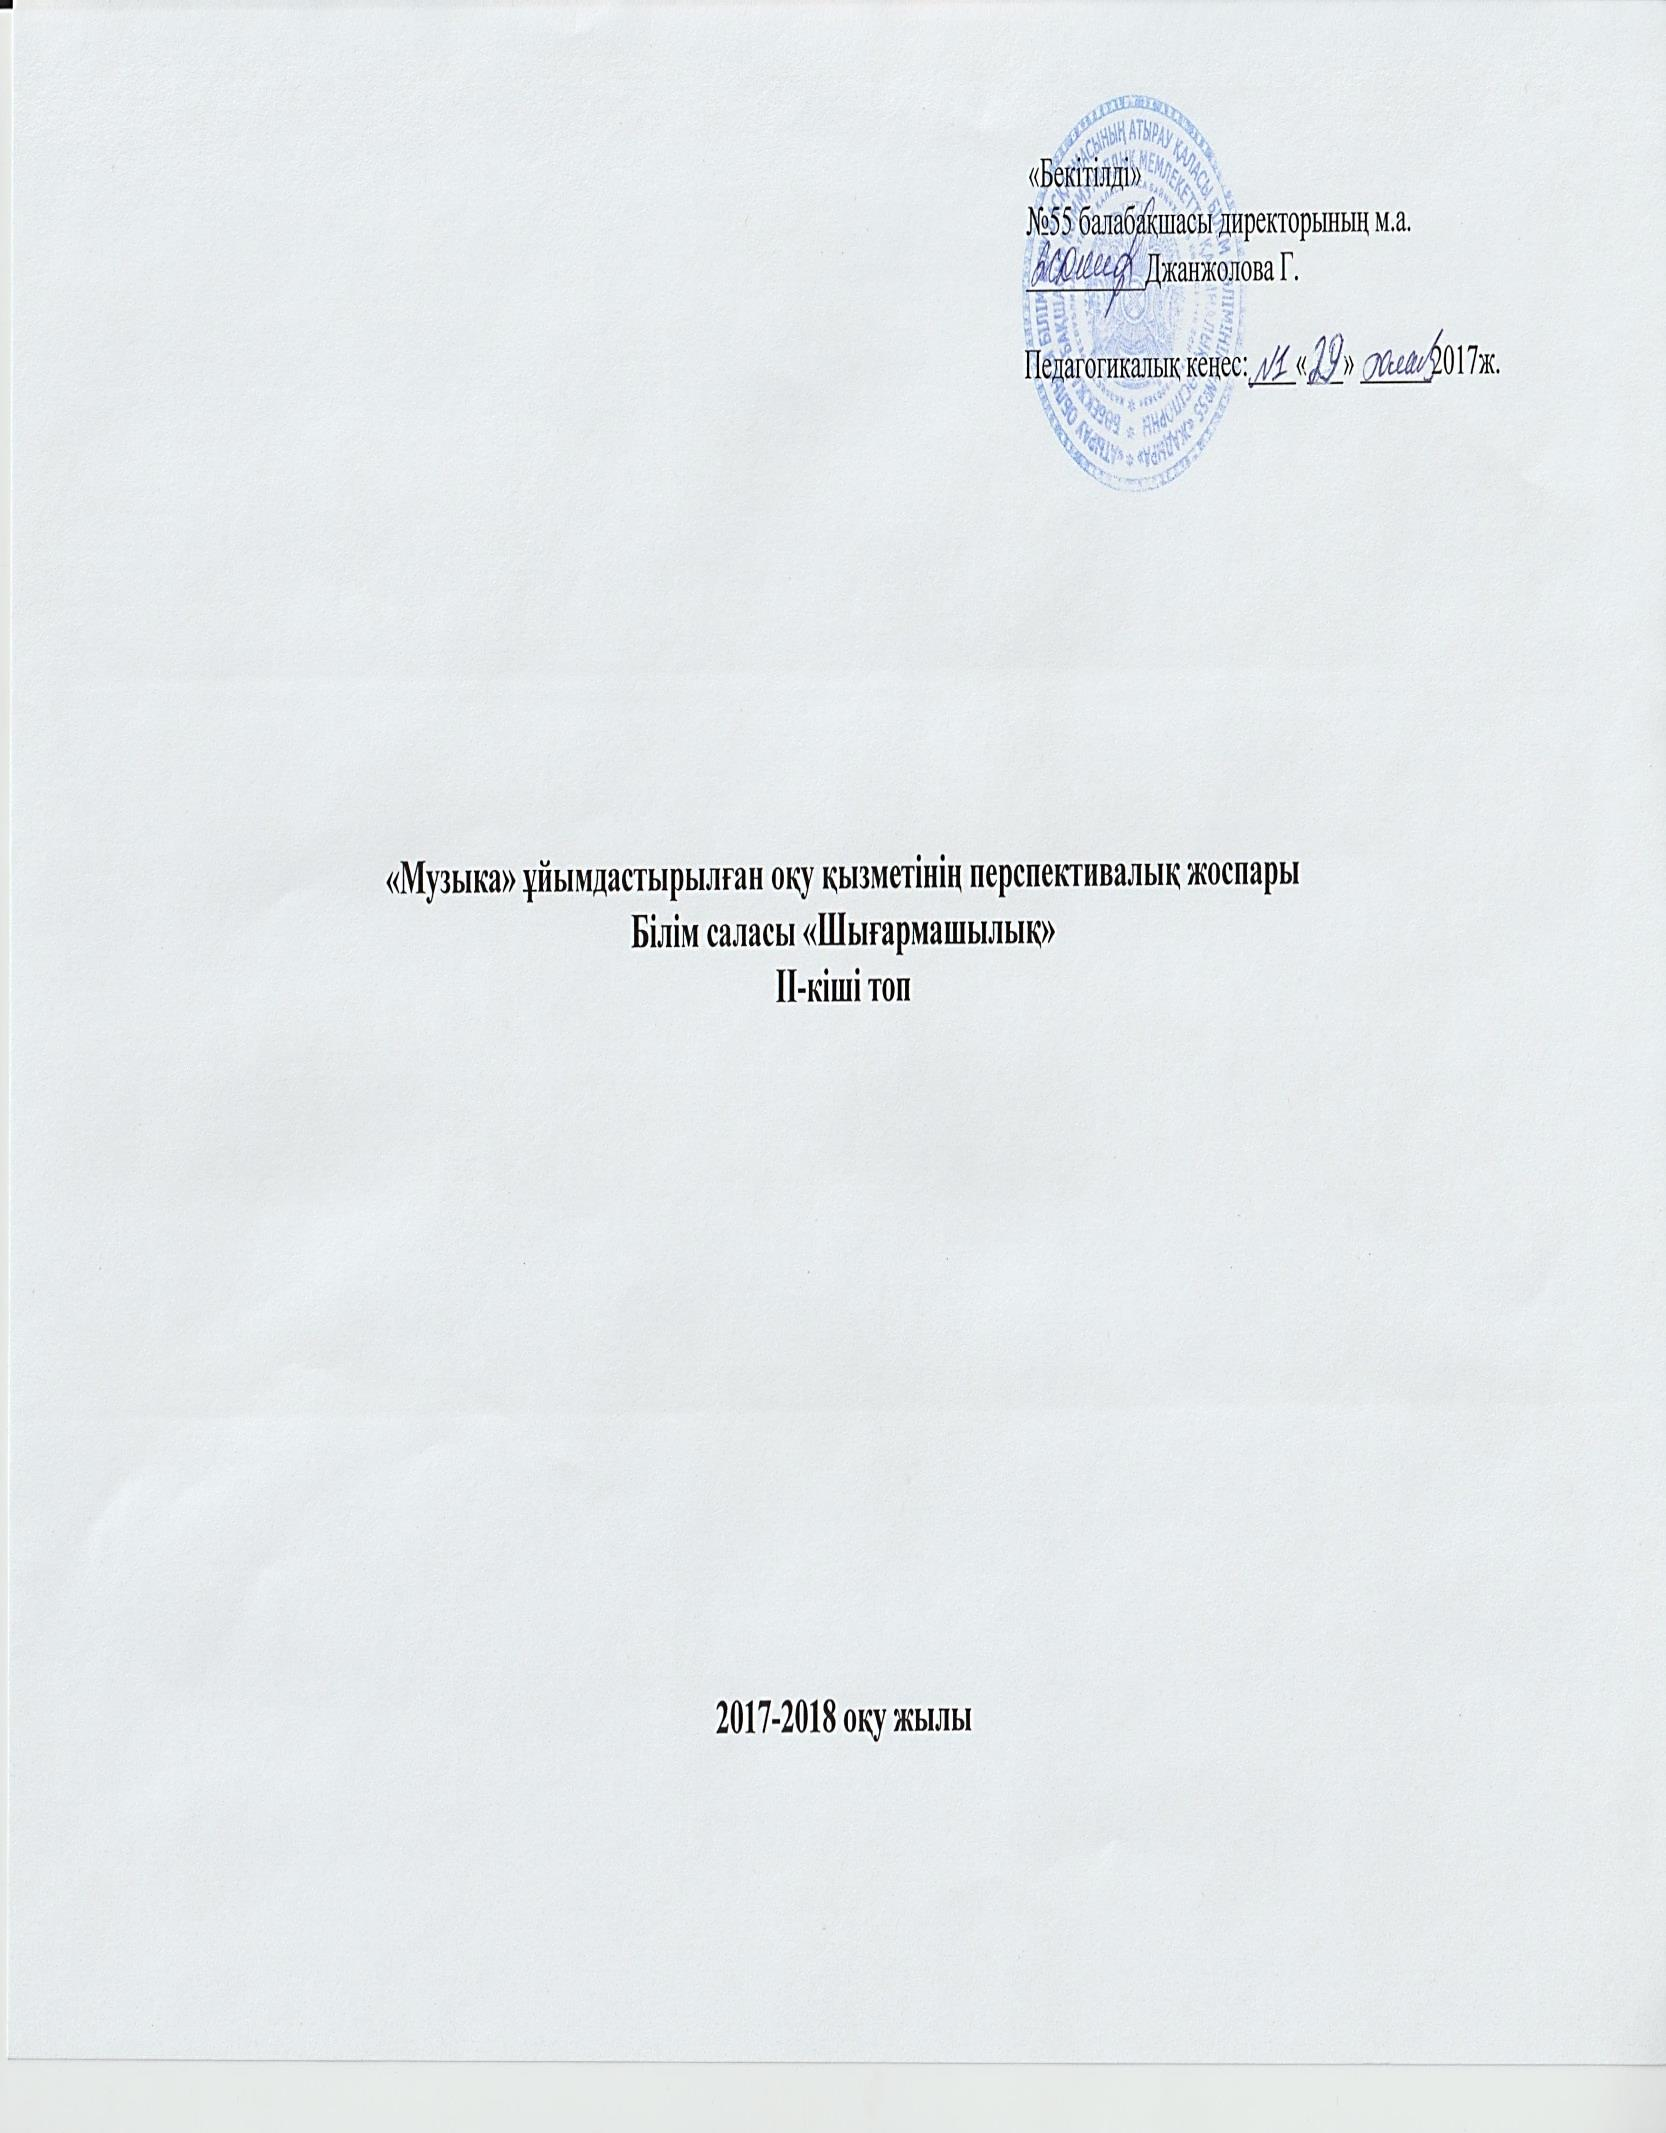 «Бекітілді»
№55 балабақшасы директорының м.а.
Джанжолова Г.
Педагогикалық кеңес: №1 «29» 2017ж.
«Музыка» ұйымдастырылған оқу қызметінің перспективалық жоспары
Білім саласы «Шығармашылық»
ІІ-кіші топ
2017-2018 оқу жылы